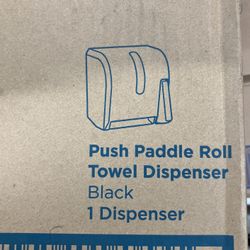 Push Paddle Roll
Towel Dispenser
Black
1 Dispenser